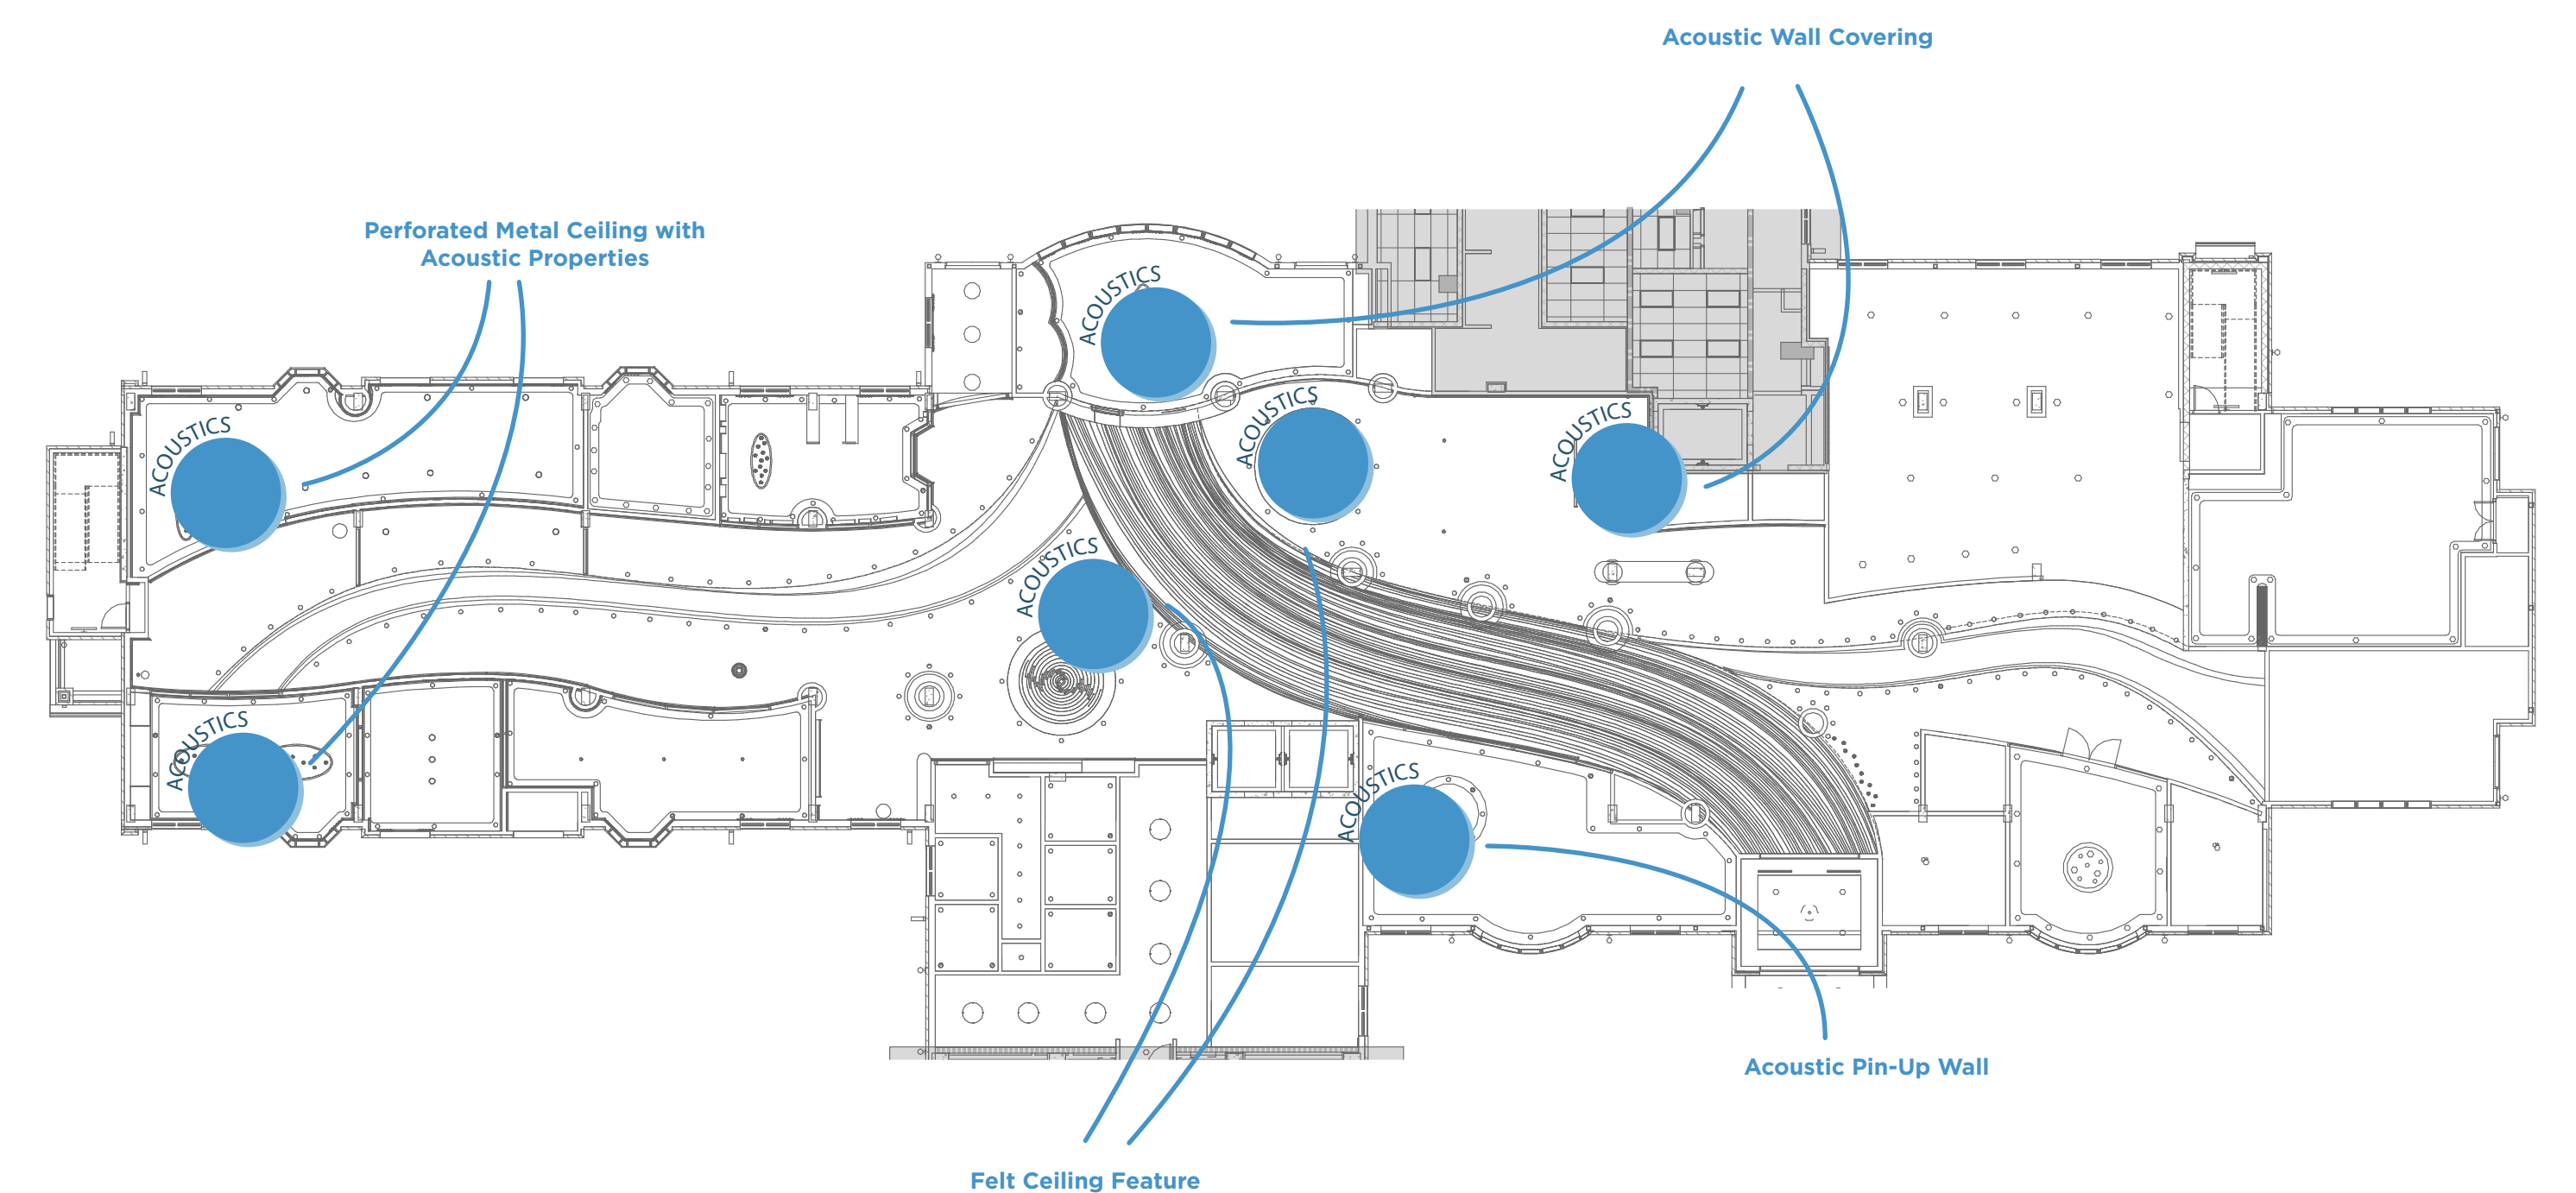 Acoustic Wall Covering
Perforated Metal Ceiling with
Acoustic Properties
ACOUSTICS
ACOUSTICS
ACOUSTICS
ACOUSTICS
ACOUSTICS
ACOUSTICS
ACOUSTICS
Acoustic Pin-Up Wall
Felt Ceiling Feature